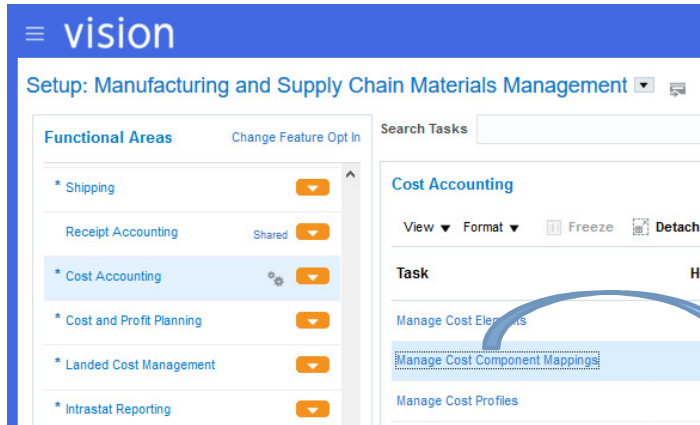 vision
Setup: Manufacturing and Supply Chain Materials Management
Functional Areas
Change Feature Opt In
* Shipping
Receipt Accounting
Shared
* Cost Accounting
* Cost and Profit Planning
* Landed Cost Management
* Intrastat Reporting
Search Tasks
Cost Accounting
View Format Freeze Detach
Task H
Manage Cost Elements
Manage Cost Component Mappings
Manage Cost Profiles